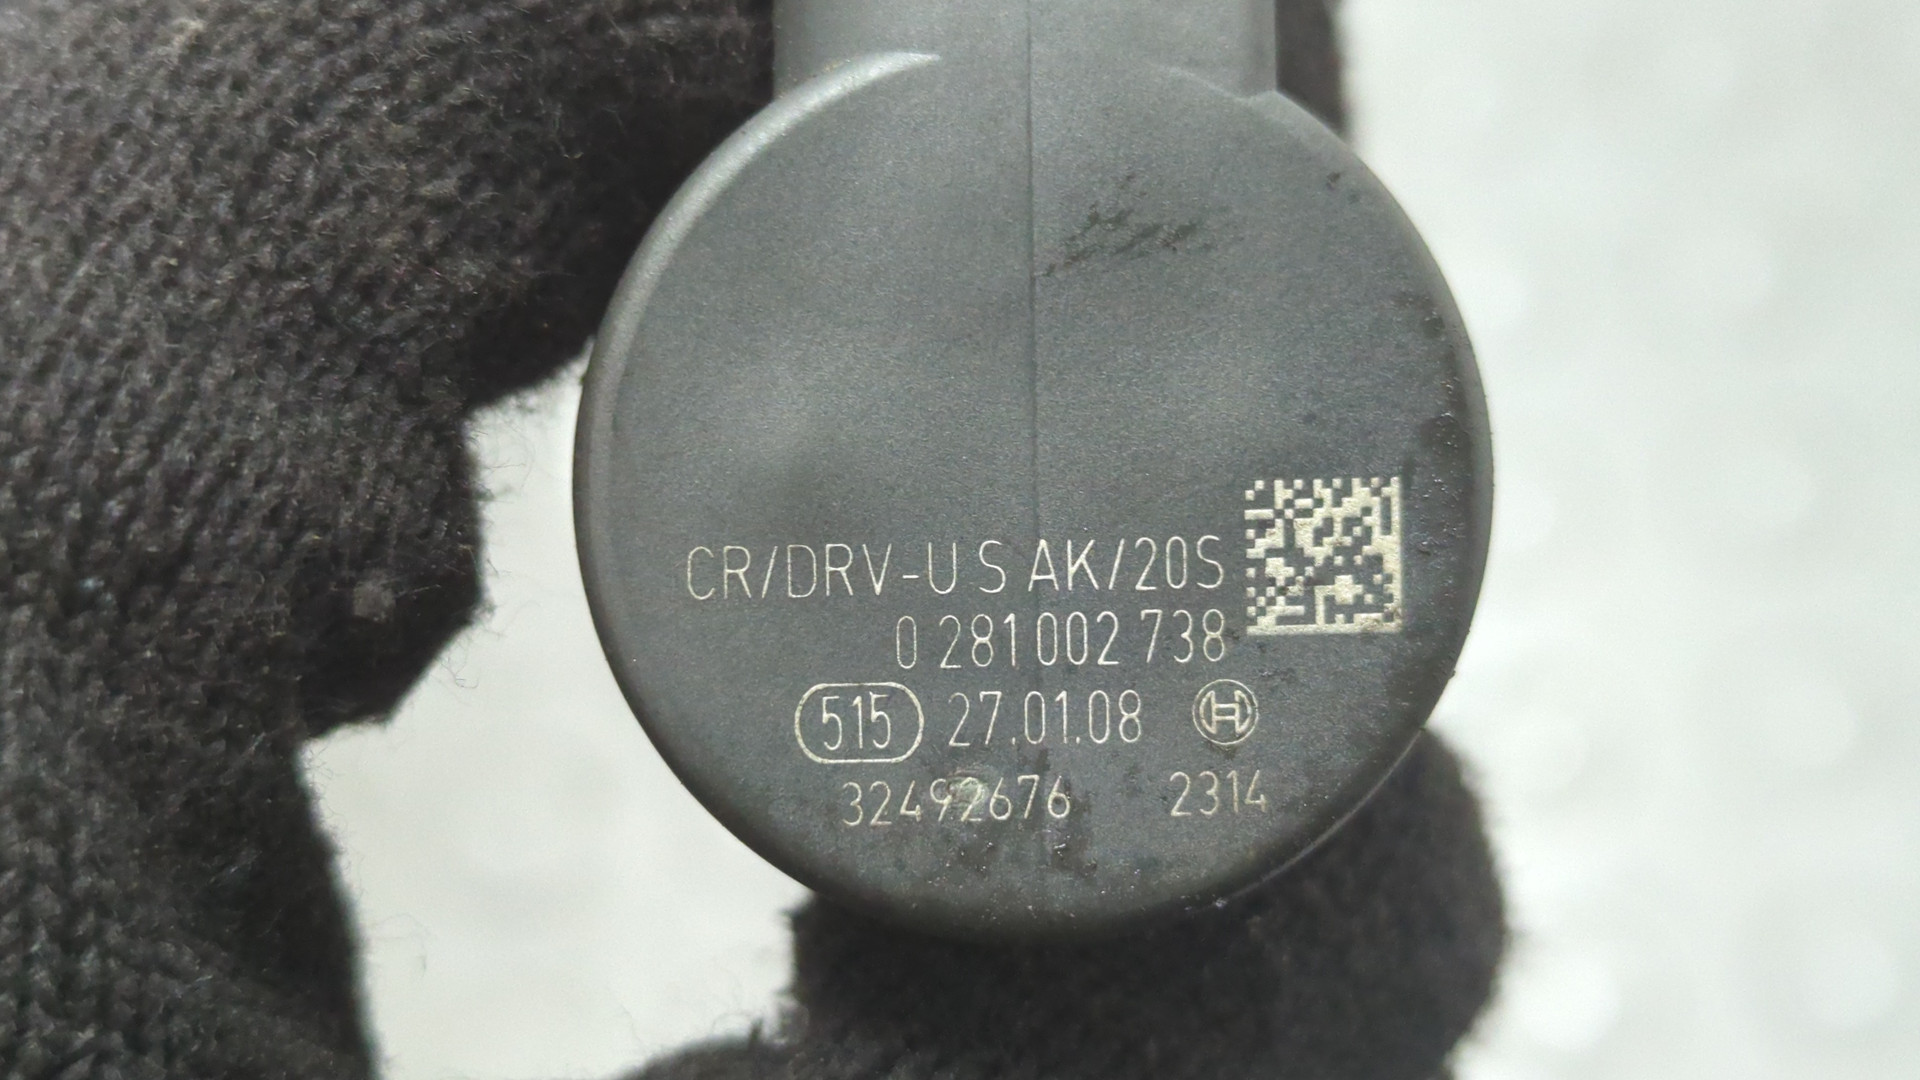 CR/DRV-U S AK/20S
0 281 002 738
515 27.01.08
32492676 2314